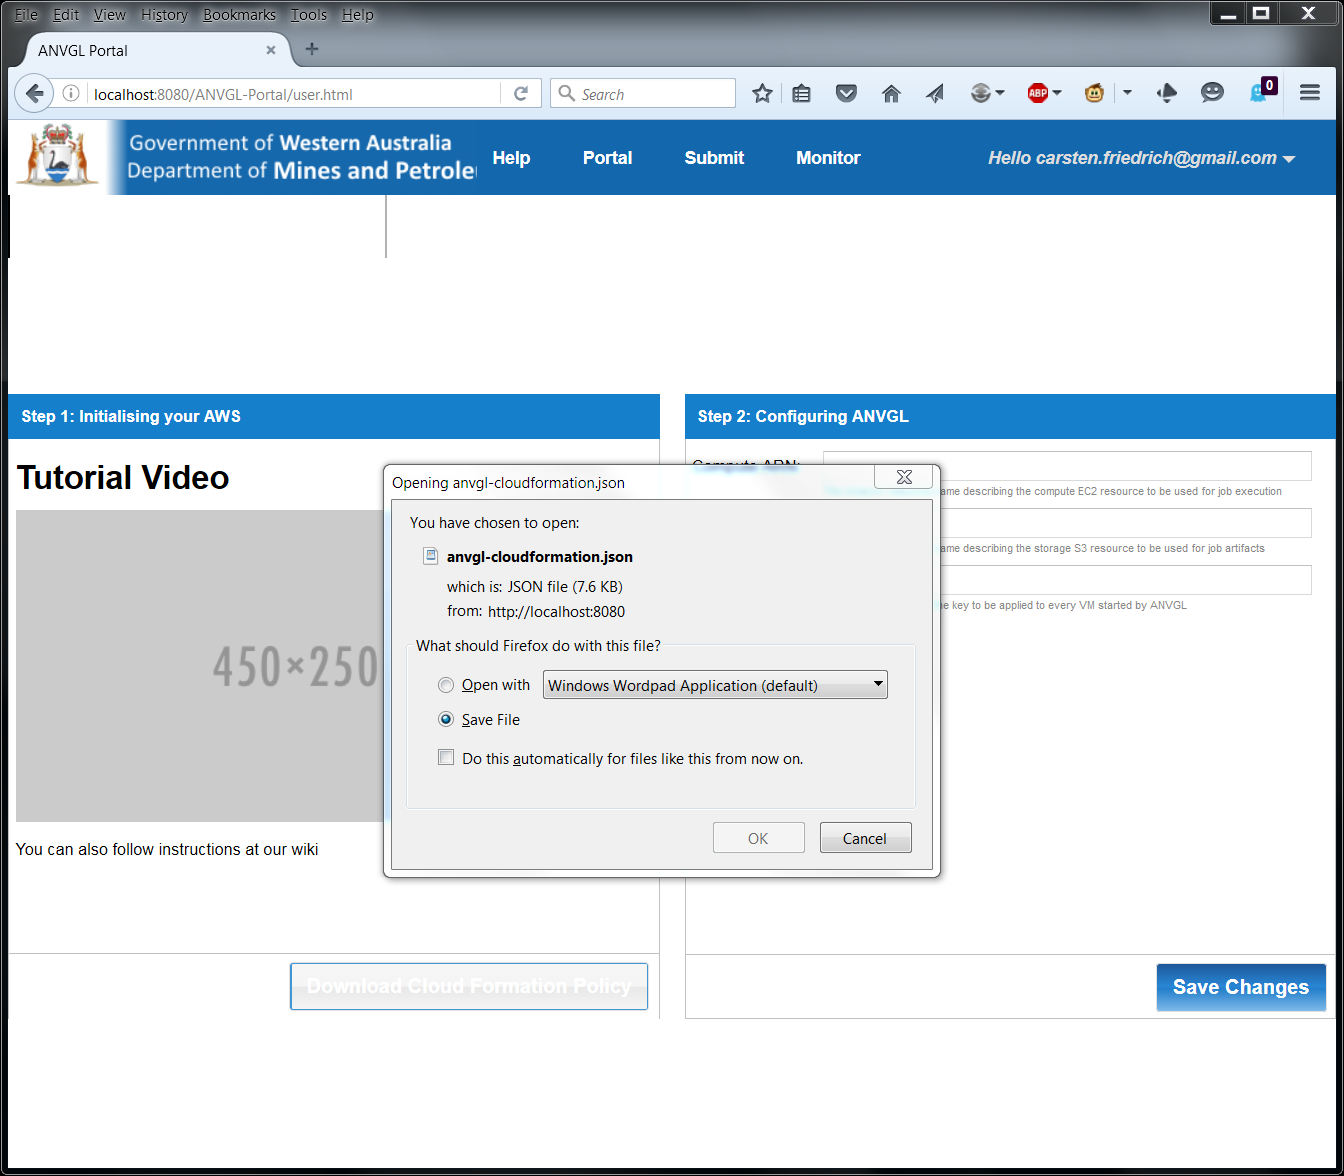 File Edit View History Bookmarks Tools Help
ANVGL Portal
localhost:8080/ANVGL-Portal/user.html
Search
ABP
0
Government of Western Australia
Department of Mines and Petrole
Help Portal Submit Monitor
Hello carsten.friedrich@gmail.com
Step 1: Initialising your AWS
Step 2: Configuring ANVGL
Tutorial Video
Compute ARN:
ame describing the compute EC2 resource to be used for job execution
ame describing the storage S3 resource to be used for job artifacts
e key to be applied to every VM started by ANVGL
450×250
Opening anvgl-cloudformation.json
You have chosen to open:
anvgl-cloudformation.json
which is: JSON file (7.6 KB)
from: http://localhost:8080
What should Firefox do with this file?
Open with Windows Wordpad Application (default)
Save File
Do this automatically for files like this from now on.
OK Cancel
You can also follow instructions at our wiki
Download Cloud Formation Policy
Save Changes